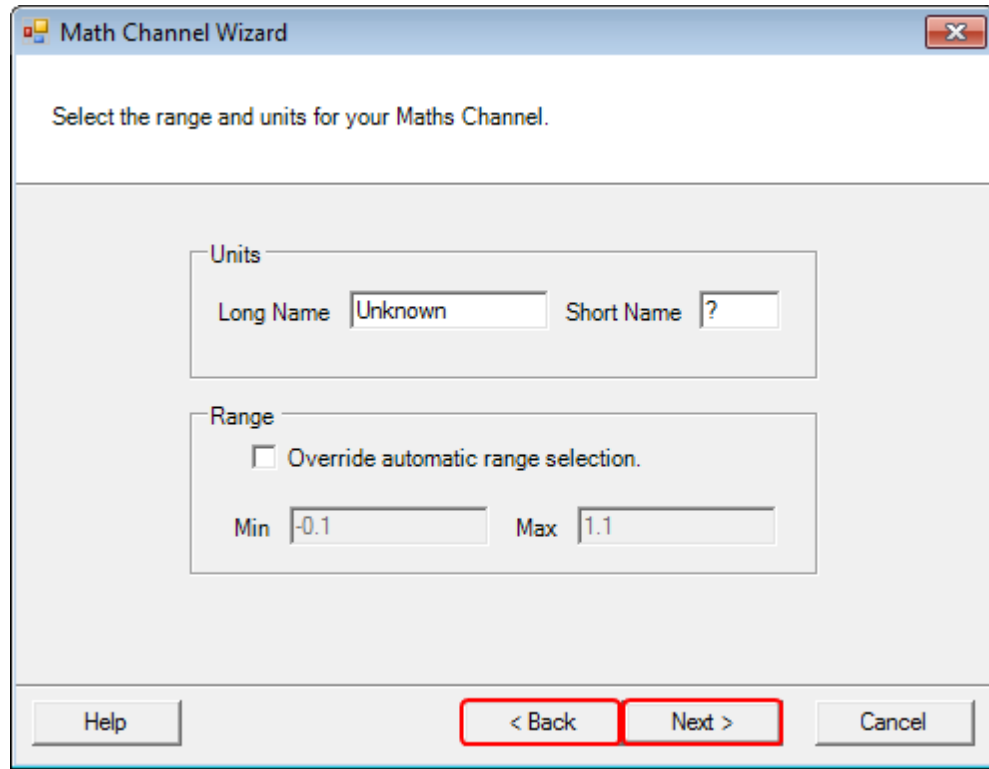 Math Channel Wizard
Select the range and units for your Maths Channel.
Units
Long Name Unknown Short Name ?
Range
Override automatic range selection.
Min -0.1 Max 1.1
Help < Back Next > Cancel